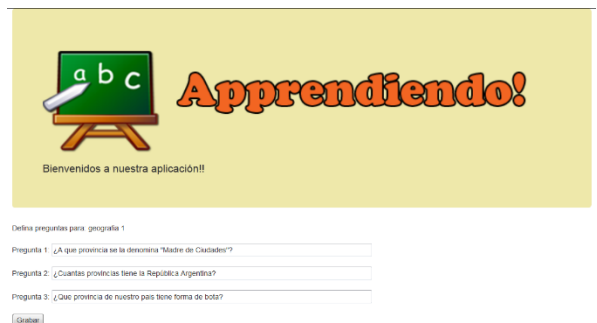 a b c
Apprendiendo!
Bienvenidos a nuestra aplicación!!
Defina preguntas para: geografia 1
Pregunta 1: ¿A que provincia se la denomina "Madre de Ciudades"?
Pregunta 2: ¿Cuantas provincias tiene la República Argentina?
Pregunta 3: ¿Que provincia de nuestro pais tiene forma de bota?
Grabar